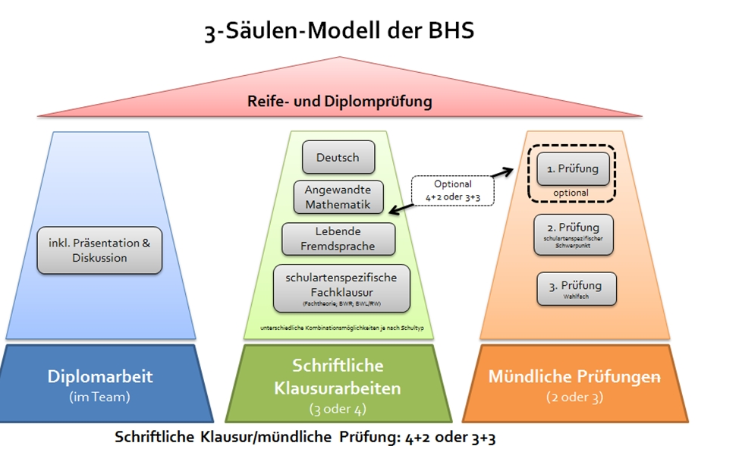 3-Säulen-Modell der BHS
Reife- und Diplomprüfung
inkl. Präsentation &
Diskussion
Diplomarbeit
(im Team)
Deutsch
Angewandte
Mathematik
Lebende
Fremdsprache
schulartenspezifische
Fachklausur
(Fachtheorie; BWR; BWL/RW)
unterschiedliche Kombinationsmöglichkeiten je nach Schultyp
Schriftliche
Klausurarbeiten
(3 oder 4)
Optional
4+2 oder 3+3
1. Prüfung
optional
2. Prüfung
schulartenspezifischer
Schwerpunkt
3. Prüfung
Wahlfach
Mündliche Prüfungen
(2 oder 3)
Schriftliche Klausur/mündliche Prüfung: 4+2 oder 3+3